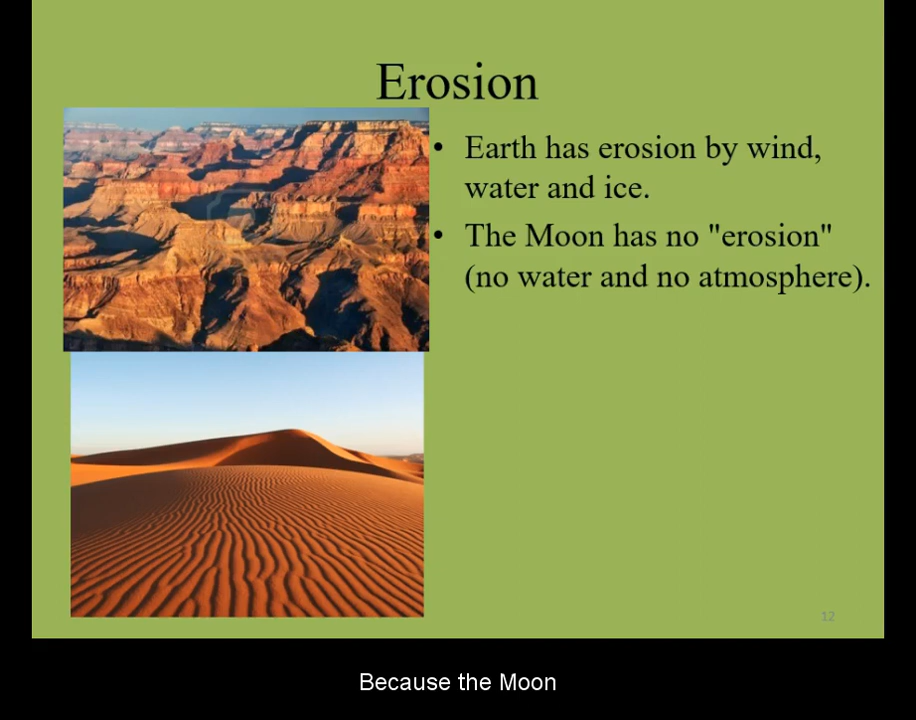 Erosion
• Earth has erosion by wind,
water and ice.
• The Moon has no "erosion"
(no water and no atmosphere).
12
Because the Moon